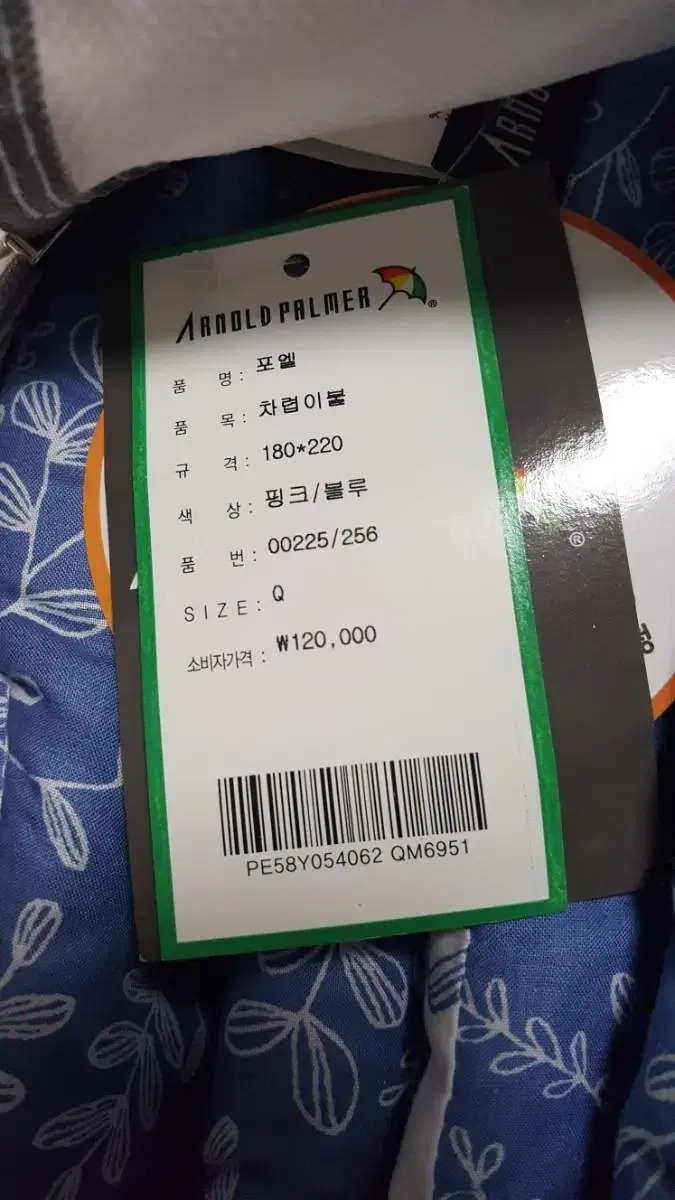 ARNOLD
ARNOLD PALMER ®
품 명 : 포엘
품 목 : 차렵이불
규 격 : 180*220
색 상 : 핑크/블루
품 번 : 00225/256
SIZE : Q
소비자가격 : ₩120,000
PE58Y054062 QM6951
®